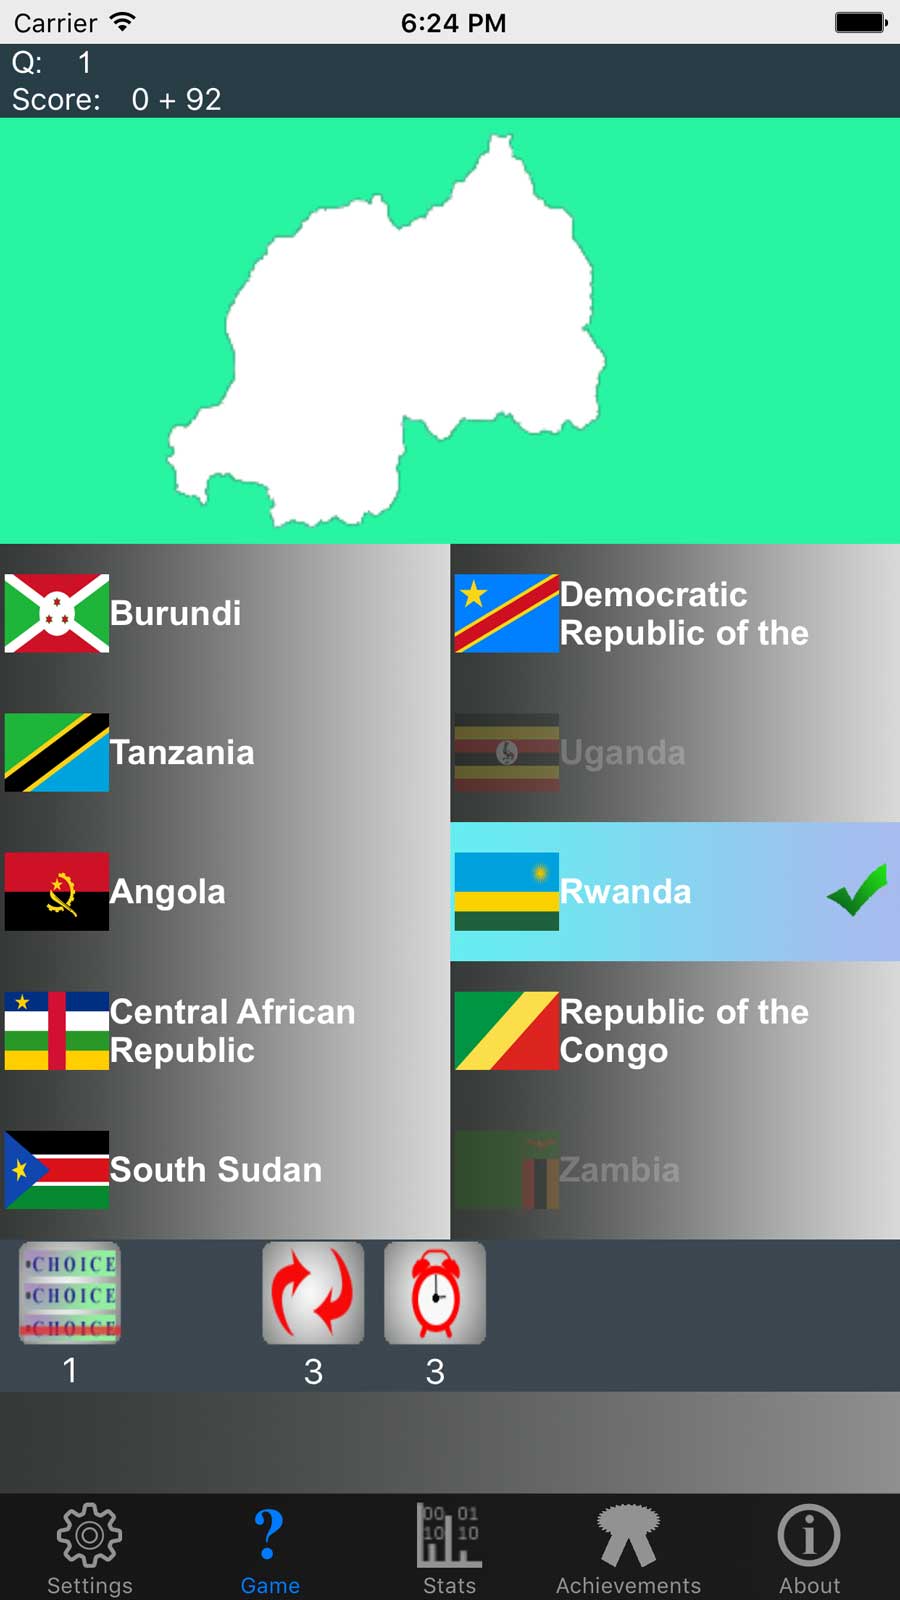 Carrier 6:24 PM
Q: 1
Score: 0 + 92
Burundi
Democratic
Republic of the
Tanzania
Uganda
Angola
Rwanda
Central African
Republic
Republic of the
Congo
South Sudan
Zambia
•CHOICE
•CHOICE
•CHOICE
1 3 3
00 01
10 10
Settings Game Stats Achievements About